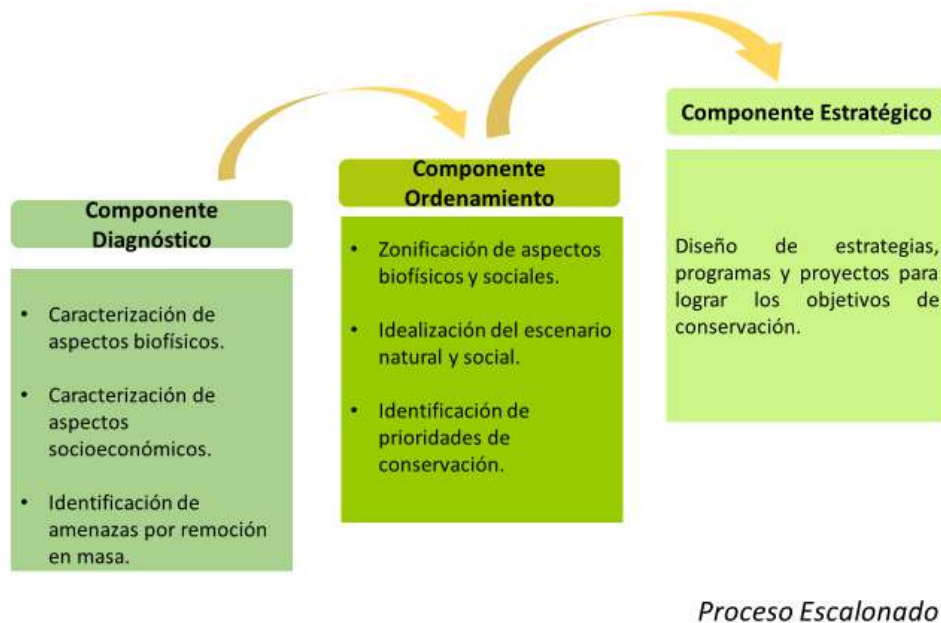 Componente
Diagnóstico
• Caracterización de
aspectos biofísicos.
• Caracterización de
aspectos
socioeconómicos.
• Identificación de
amenazas por remoción
en masa.
Componente
Ordenamiento
• Zonificación de aspectos
biofísicos y sociales.
• Idealización del escenario
natural y social.
• Identificación de
prioridades de
conservación.
Componente Estratégico
Diseño de estrategias,
programas y proyectos para
lograr los objetivos de
conservación.
Proceso Escalonado